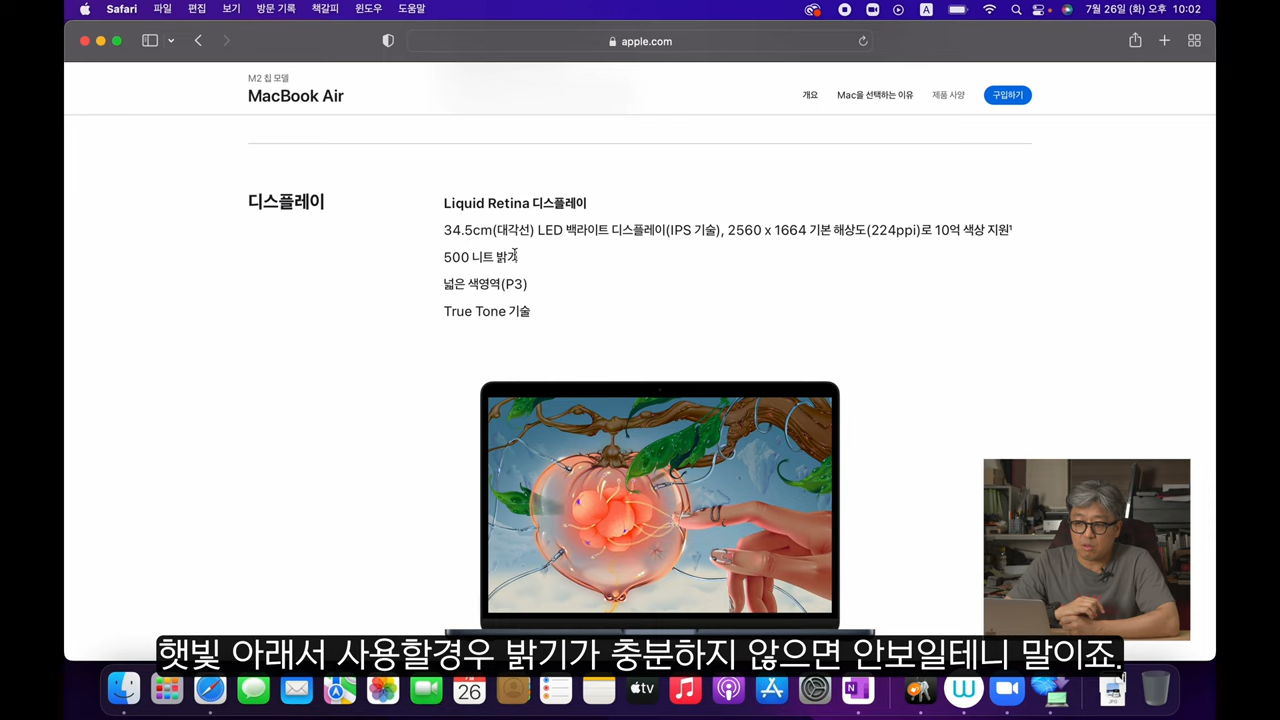 Safari 파일 편집 보기 방문 기록 책갈피 윈도우 도움말 A 7월 26일 (화) 오후 10:02
apple.com
M2 칩 모델
MacBook Air
개요 Mac을 선택하는 이유 제품 사양 구입하기
디스플레이
Liquid Retina 디스플레이
34.5cm(대각선) LED 백라이트 디스플레이(IPS 기술), 2560 x 1664 기본 해상도(224ppi)로 10억 색상 지원¹
500 니트 밝기
넓은 색영역(P3)
True Tone 기술
햇빛 아래서 사용할경우 밝기가 충분하지 않으면 안보일테니 말이죠.
7월
26
tv
N
W
JPG